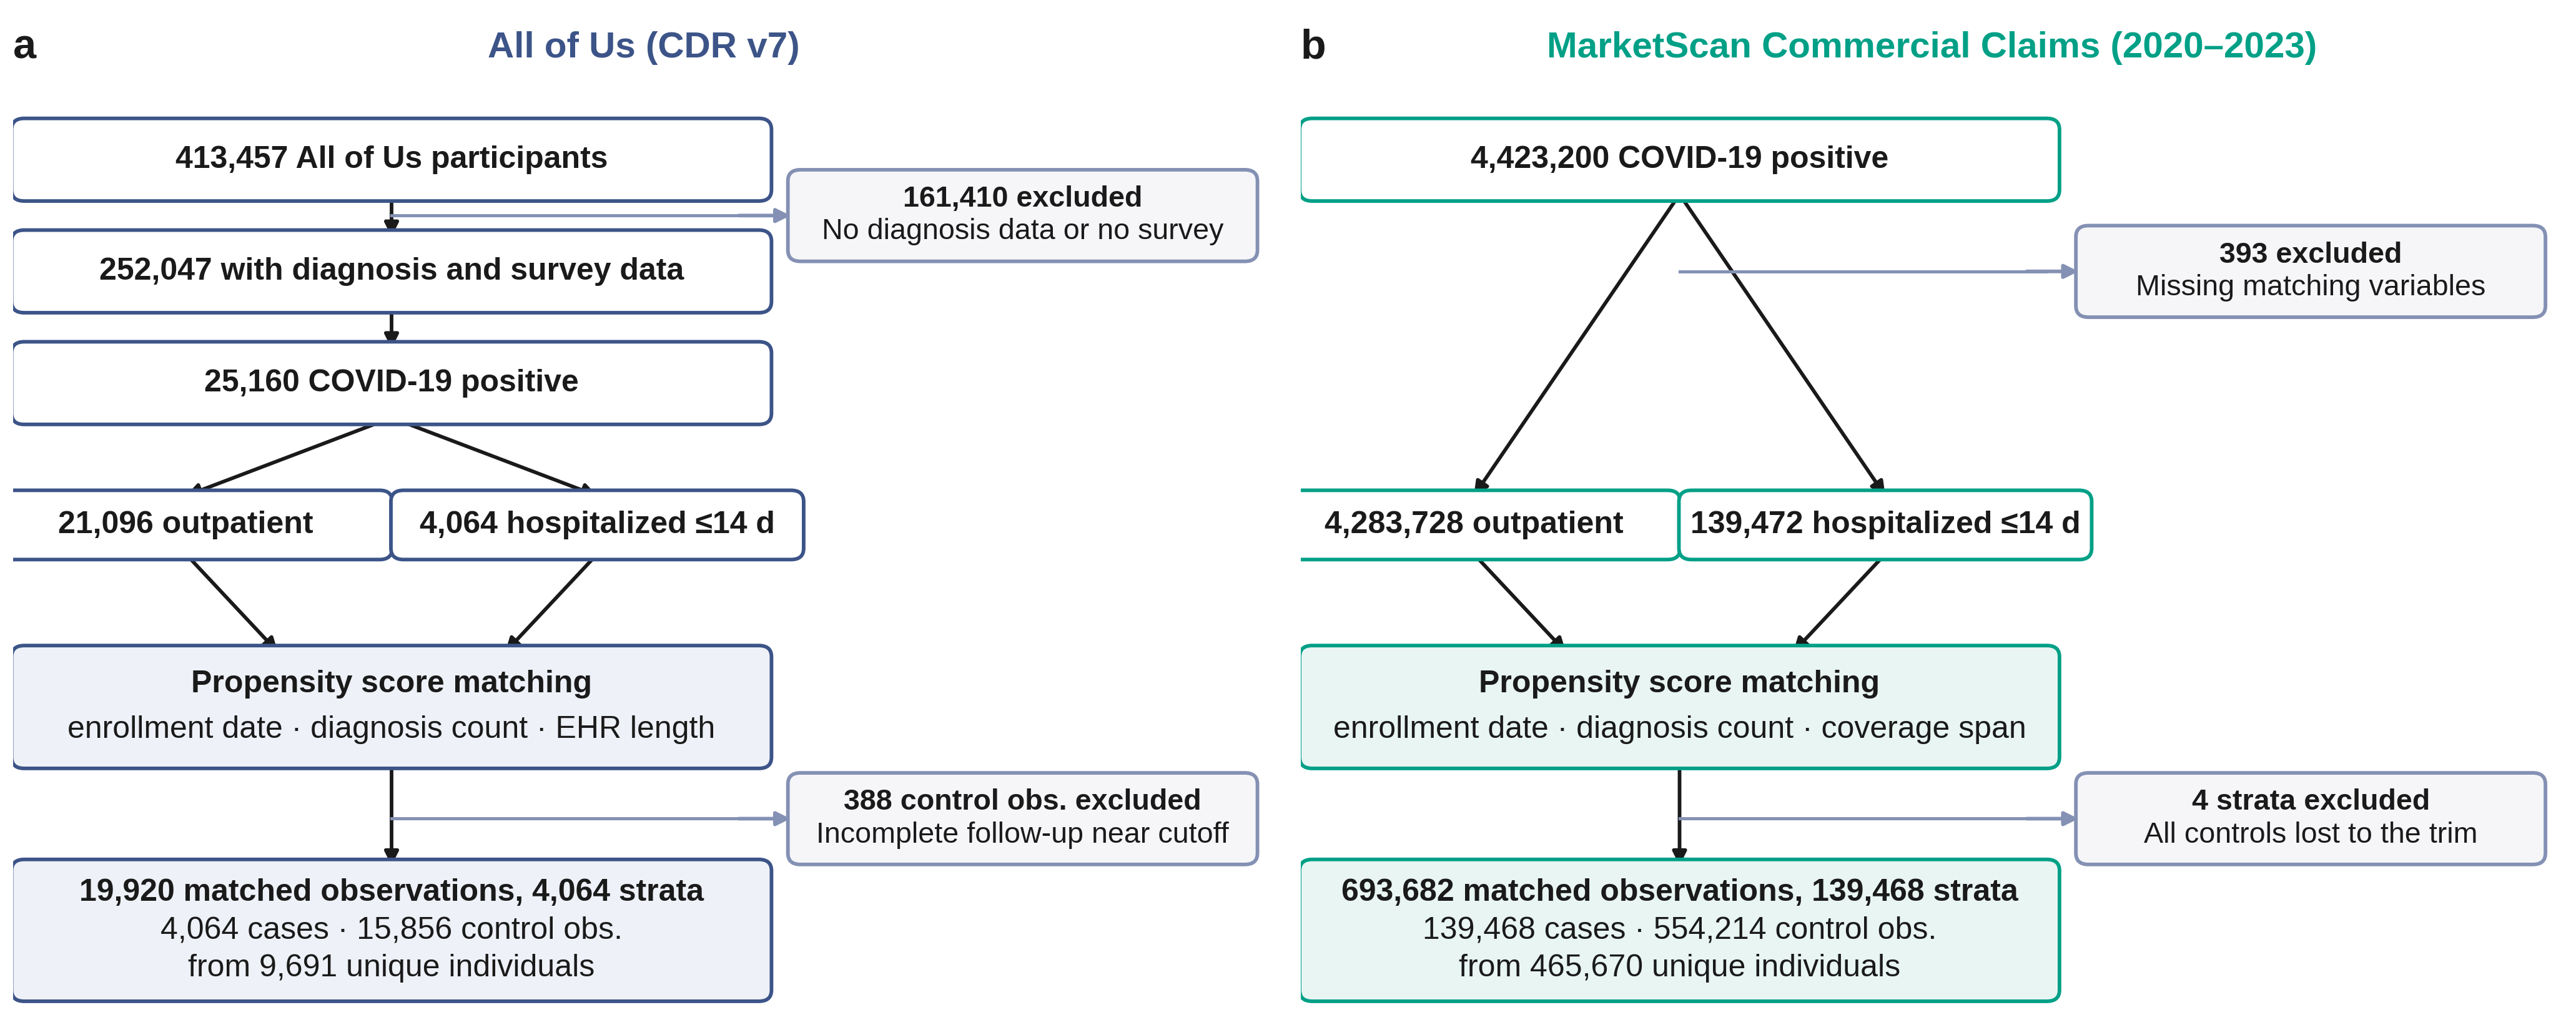 a
All of Us (CDR v7)
413,457 All of Us participants
161,410 excluded
No diagnosis data or no survey
252,047 with diagnosis and survey data
25,160 COVID-19 positive
21,096 outpatient
4,064 hospitalized ≤14 d
Propensity score matching
enrollment date · diagnosis count · EHR length
388 control obs. excluded
Incomplete follow-up near cutoff
19,920 matched observations, 4,064 strata
4,064 cases · 15,856 control obs.
from 9,691 unique individuals
b
MarketScan Commercial Claims (2020–2023)
4,423,200 COVID-19 positive
393 excluded
Missing matching variables
4,283,728 outpatient
139,472 hospitalized ≤14 d
Propensity score matching
enrollment date · diagnosis count · coverage span
4 strata excluded
All controls lost to the trim
693,682 matched observations, 139,468 strata
139,468 cases · 554,214 control obs.
from 465,670 unique individuals